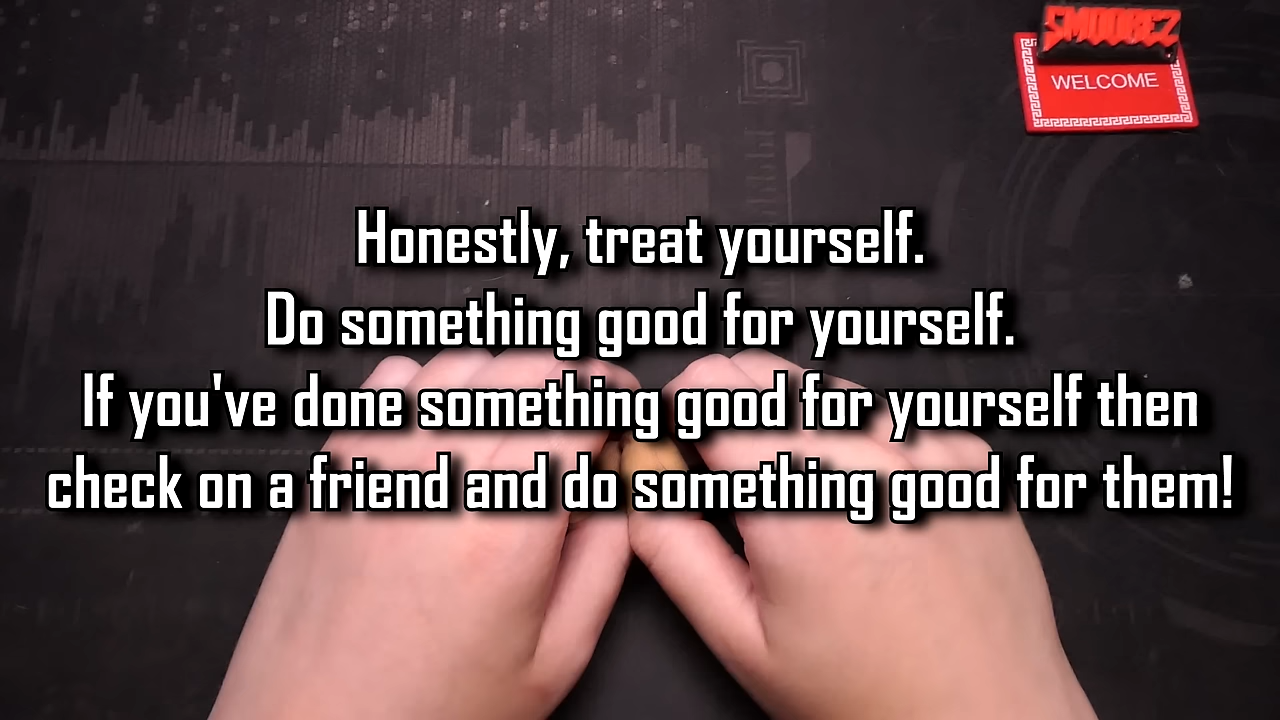 SMOOREZ
WELCOME
Honestly, treat yourself.
Do something good for yourself.
If you've done something good for yourself then
check on a friend and do something good for them!